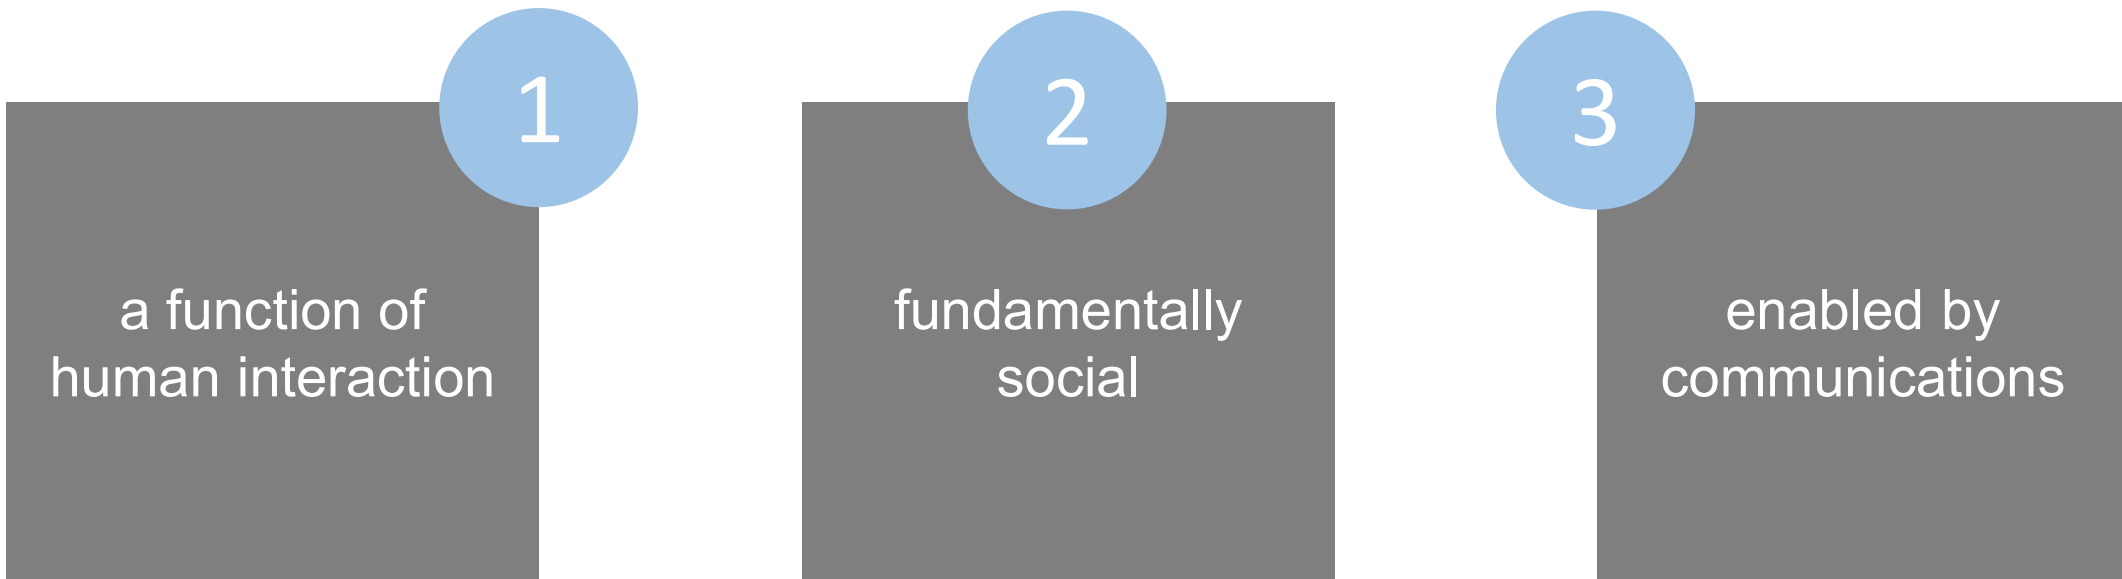 1
a function of
human interaction
2
fundamentally
social
3
enabled by
communications